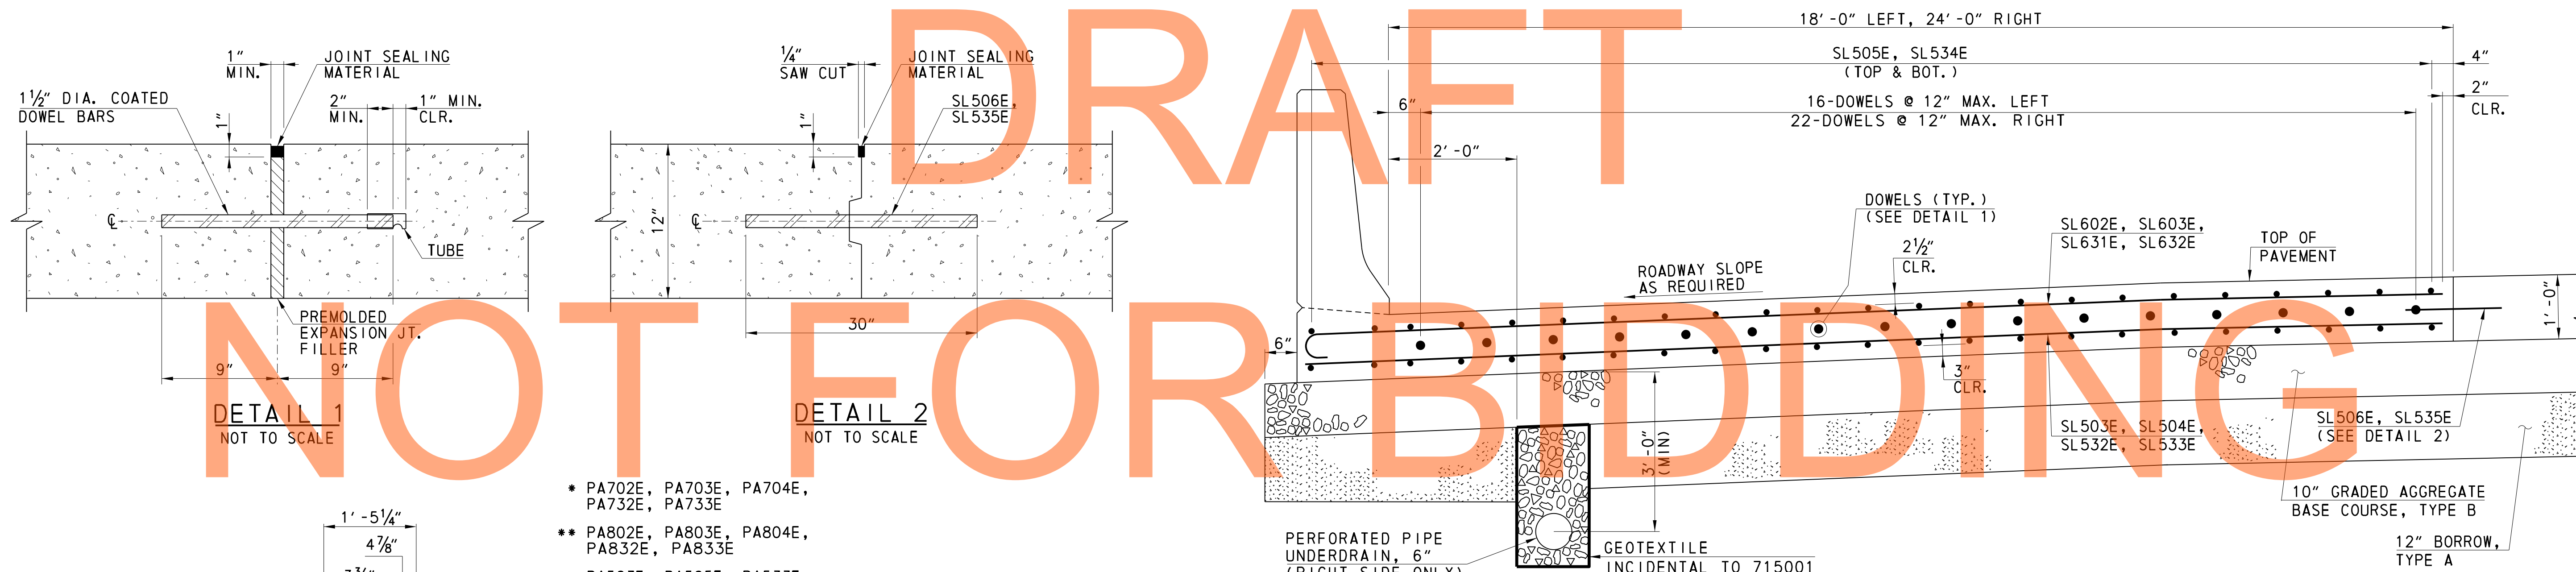 DRAFT
NOT FOR BIDDING
1" MIN.
JOINT SEALING
MATERIAL
1½" DIA. COATED
DOWEL BARS
1"
2"
MIN.
1" MIN.
CLR.
℄
TUBE
PREMOLDED
EXPANSION JT.
FILLER
9"
9"
DETAIL 1
NOT TO SCALE
¼"
SAW CUT
JOINT SEALING
MATERIAL
SL506E,
SL535E
1"
12"
℄
30"
DETAIL 2
NOT TO SCALE
* PA702E, PA703E, PA704E,
PA732E, PA733E
** PA802E, PA803E, PA804E,
PA832E, PA833E
1'-5¼"
4⅞"
18'-0" LEFT, 24'-0" RIGHT
SL505E, SL534E
(TOP & BOT.)
4"
2"
CLR.
6"
16-DOWELS @ 12" MAX. LEFT
22-DOWELS @ 12" MAX. RIGHT
2'-0"
DOWELS (TYP.)
(SEE DETAIL 1)
SL602E, SL603E,
SL631E, SL632E
TOP OF
PAVEMENT
2½"
CLR.
ROADWAY SLOPE
AS REQUIRED
1'-0"
6"
3"
CLR.
3'-0"
(MIN)
SL503E, SL504E,
SL532E, SL533E
SL506E, SL535E
(SEE DETAIL 2)
10" GRADED AGGREGATE
BASE COURSE, TYPE B
12" BORROW,
TYPE A
PERFORATED PIPE
UNDERDRAIN, 6"
(RIGHT SIDE ONLY)
GEOTEXTILE
INCIDENTAL TO 715001